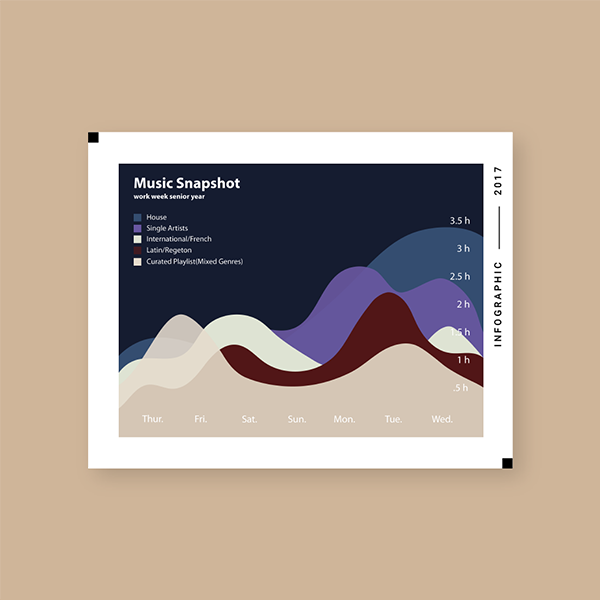 Music Snapshot
work week senior year
House
Single Artists
International/French
Latin/Regeton
Curated Playlist(Mixed Genres)
3.5 h
3 h
2.5 h
2 h
1.5 h
1 h
.5 h
Thur. Fri. Sat. Sun. Mon. Tue. Wed.
INFOGRAPHIC — 2017